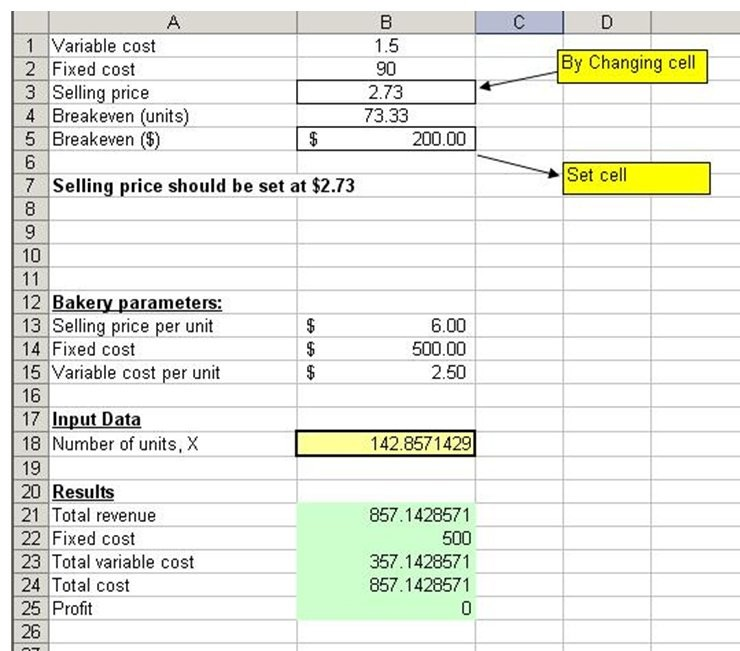 A B C D
1 Variable cost 1.5
2 Fixed cost 90 By Changing cell
3 Selling price 2.73
4 Breakeven (units) 73.33
5 Breakeven ($) $ 200.00
6
7 Selling price should be set at $2.73 Set cell
8
9
10
11
12 Bakery parameters:
13 Selling price per unit $ 6.00
14 Fixed cost $ 500.00
15 Variable cost per unit $ 2.50
16
17 Input Data
18 Number of units, X 142.8571429
19
20 Results
21 Total revenue 857.1428571
22 Fixed cost 500
23 Total variable cost 357.1428571
24 Total cost 857.1428571
25 Profit 0
26